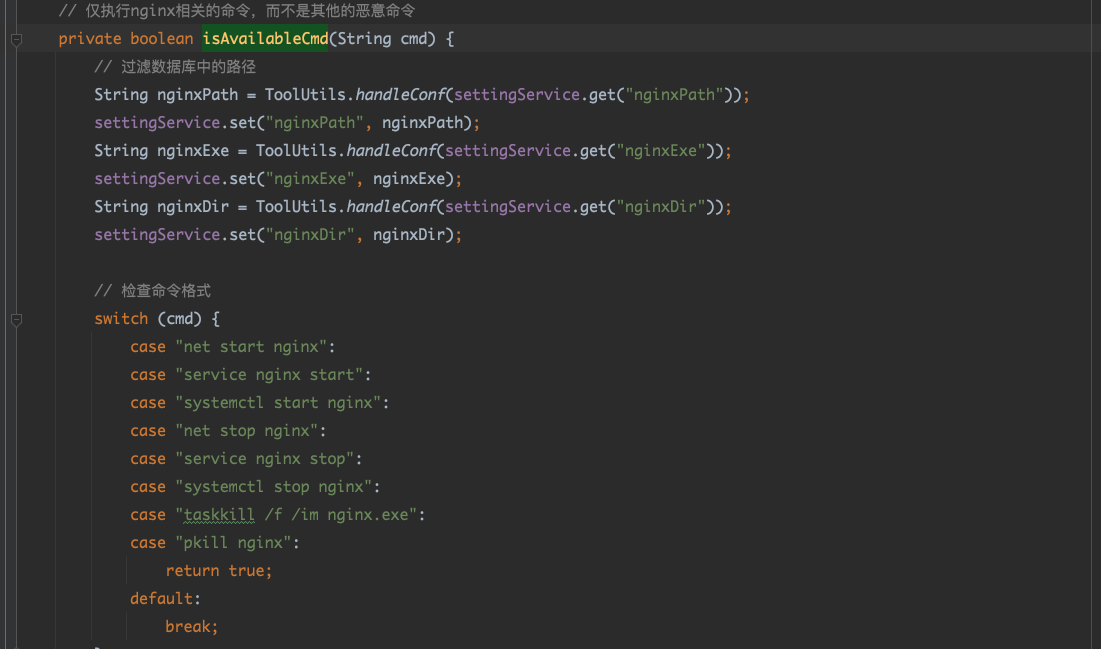 // 仅执行nginx相关的命令，而不是其他的恶意命令
private boolean isAvailableCmd(String cmd) {
// 过滤数据库中的路径
String nginxPath = ToolUtils.handleConf(settingService.get("nginxPath"));
settingService.set("nginxPath", nginxPath);
String nginxExe = ToolUtils.handleConf(settingService.get("nginxExe"));
settingService.set("nginxExe", nginxExe);
String nginxDir = ToolUtils.handleConf(settingService.get("nginxDir"));
settingService.set("nginxDir", nginxDir);
// 检查命令格式
switch (cmd) {
case "net start nginx":
case "service nginx start":
case "systemctl start nginx":
case "net stop nginx":
case "service nginx stop":
case "systemctl stop nginx":
case "taskkill /f /im nginx.exe":
case "pkill nginx":
return true;
default:
break;